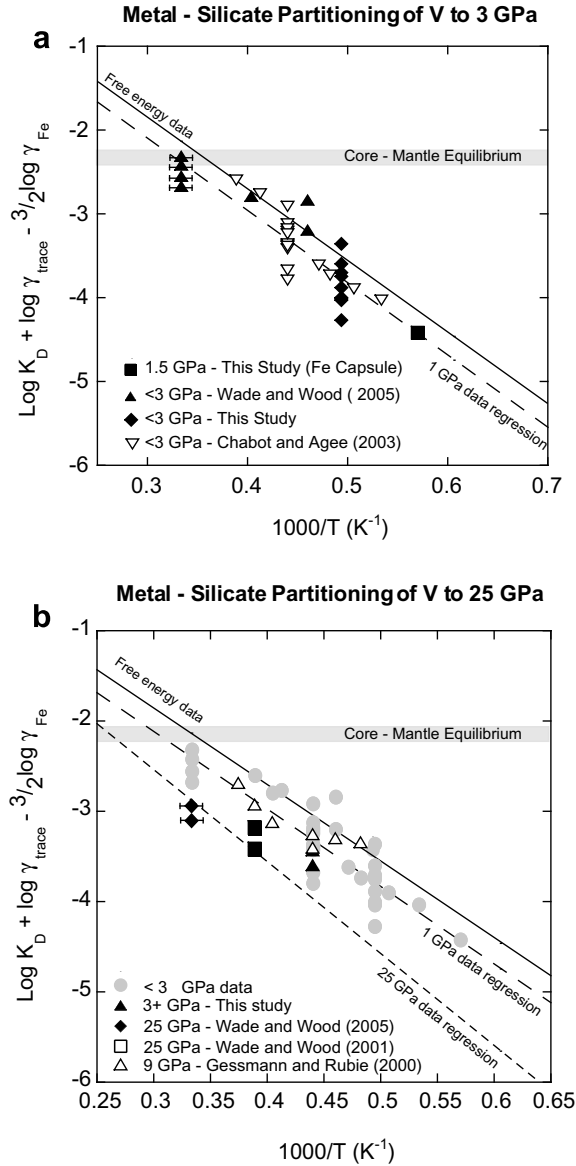 a
Metal - Silicate Partitioning of V to 3 GPa
-1
-2
-3
-4
-5
-6
Log K_D + log γ_trace - 3/2log γ_Fe
Free energy data
Core - Mantle Equilibrium
1 GPa data regression
1.5 GPa - This Study (Fe Capsule)
<3 GPa - Wade and Wood ( 2005)
<3 GPa - This Study
<3 GPa - Chabot and Agee (2003)
0.3 0.4 0.5 0.6 0.7
1000/T (K⁻¹)
b
Metal - Silicate Partitioning of V to 25 GPa
-1
-2
-3
-4
-5
-6
Log K_D + log γ_trace - 3/2log γ_Fe
Free energy data
Core - Mantle Equilibrium
1 GPa data regression
25 GPa data regression
< 3 GPa data
3+ GPa - This study
25 GPa - Wade and Wood (2005)
25 GPa - Wade and Wood (2001)
9 GPa - Gessmann and Rubie (2000)
0.25 0.3 0.35 0.4 0.45 0.5 0.55 0.6 0.65
1000/T (K⁻¹)